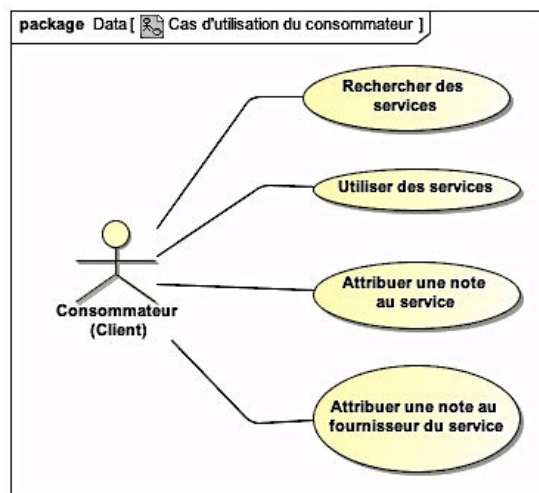 package Data [ Cas d'utilisation du consommateur ]
Rechercher des
services
Utiliser des services
Attribuer une note
au service
Consommateur
(Client)
Attribuer une note au
fournisseur du service